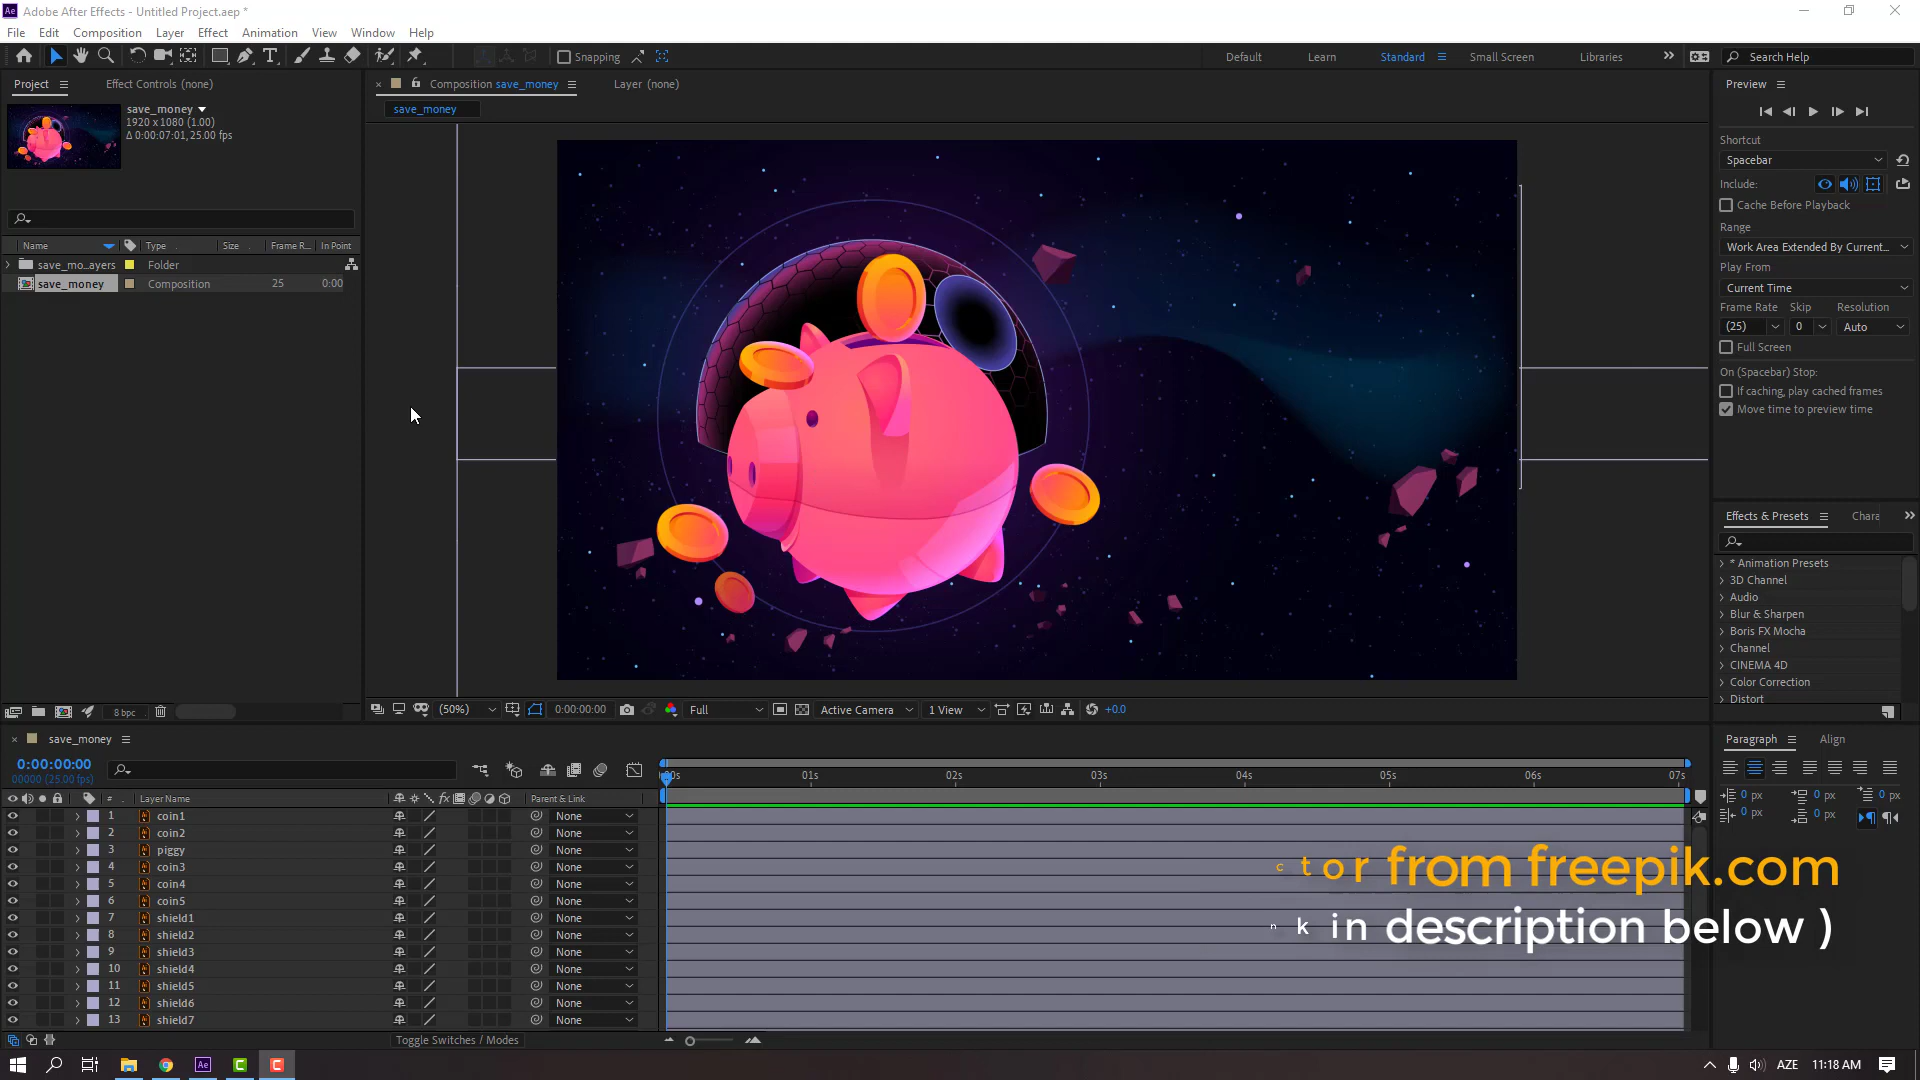 Adobe After Effects - Untitled Project.aep *
File Edit Composition Layer Effect Animation View Window Help
Snapping
Default Learn Standard Small Screen Libraries
Search Help
Project Effect Controls (none)
Composition save_money
Layer (none)
save_money
save_money
1920 x 1080 (1.00)
Δ 0:00:07:01, 25.00 fps
Name Type Size Frame R... In Point
save_mo..ayers Folder
save_money Composition 25 0:00
8 bpc
(50%) 0:00:00:00 Full Active Camera 1 View +0.0
Preview
Shortcut
Spacebar
Include:
Cache Before Playback
Range
Work Area Extended By Current...
Play From
Current Time
Frame Rate Skip Resolution
(25) 0 Auto
Full Screen
On (Spacebar) Stop:
If caching, play cached frames
Move time to preview time
Effects & Presets Chara
* Animation Presets
3D Channel
Audio
Blur & Sharpen
Boris FX Mocha
Channel
CINEMA 4D
Color Correction
Distort
Paragraph Align
0 px 0 px 0 px
0 px 0 px
save_money
0:00:00:00
00000 (25.00 fps)
# Layer Name Parent & Link
00s 01s 02s 03s 04s 05s 06s 07s
1 coin1 None
2 coin2 None
3 piggy None
4 coin3 None
5 coin4 None
6 coin5 None
7 shield1 None
8 shield2 None
9 shield3 None
10 shield4 None
11 shield5 None
12 shield6 None
13 shield7 None
c t o r from freepik.com
n k in description below )
Toggle Switches / Modes
AZE 11:18 AM